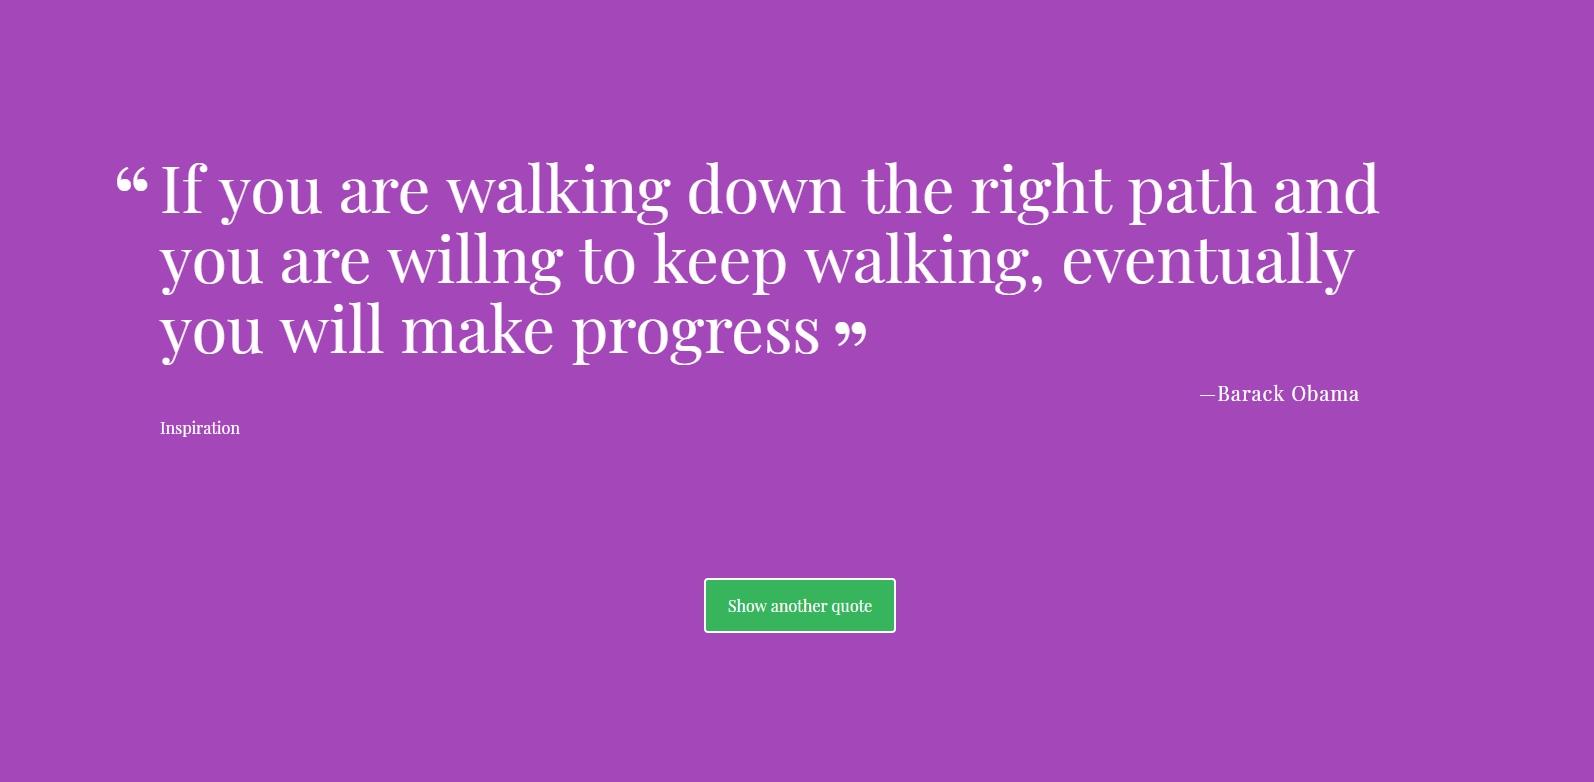 “If you are walking down the right path and
you are willng to keep walking, eventually
you will make progress”
—Barack Obama
Inspiration
Show another quote